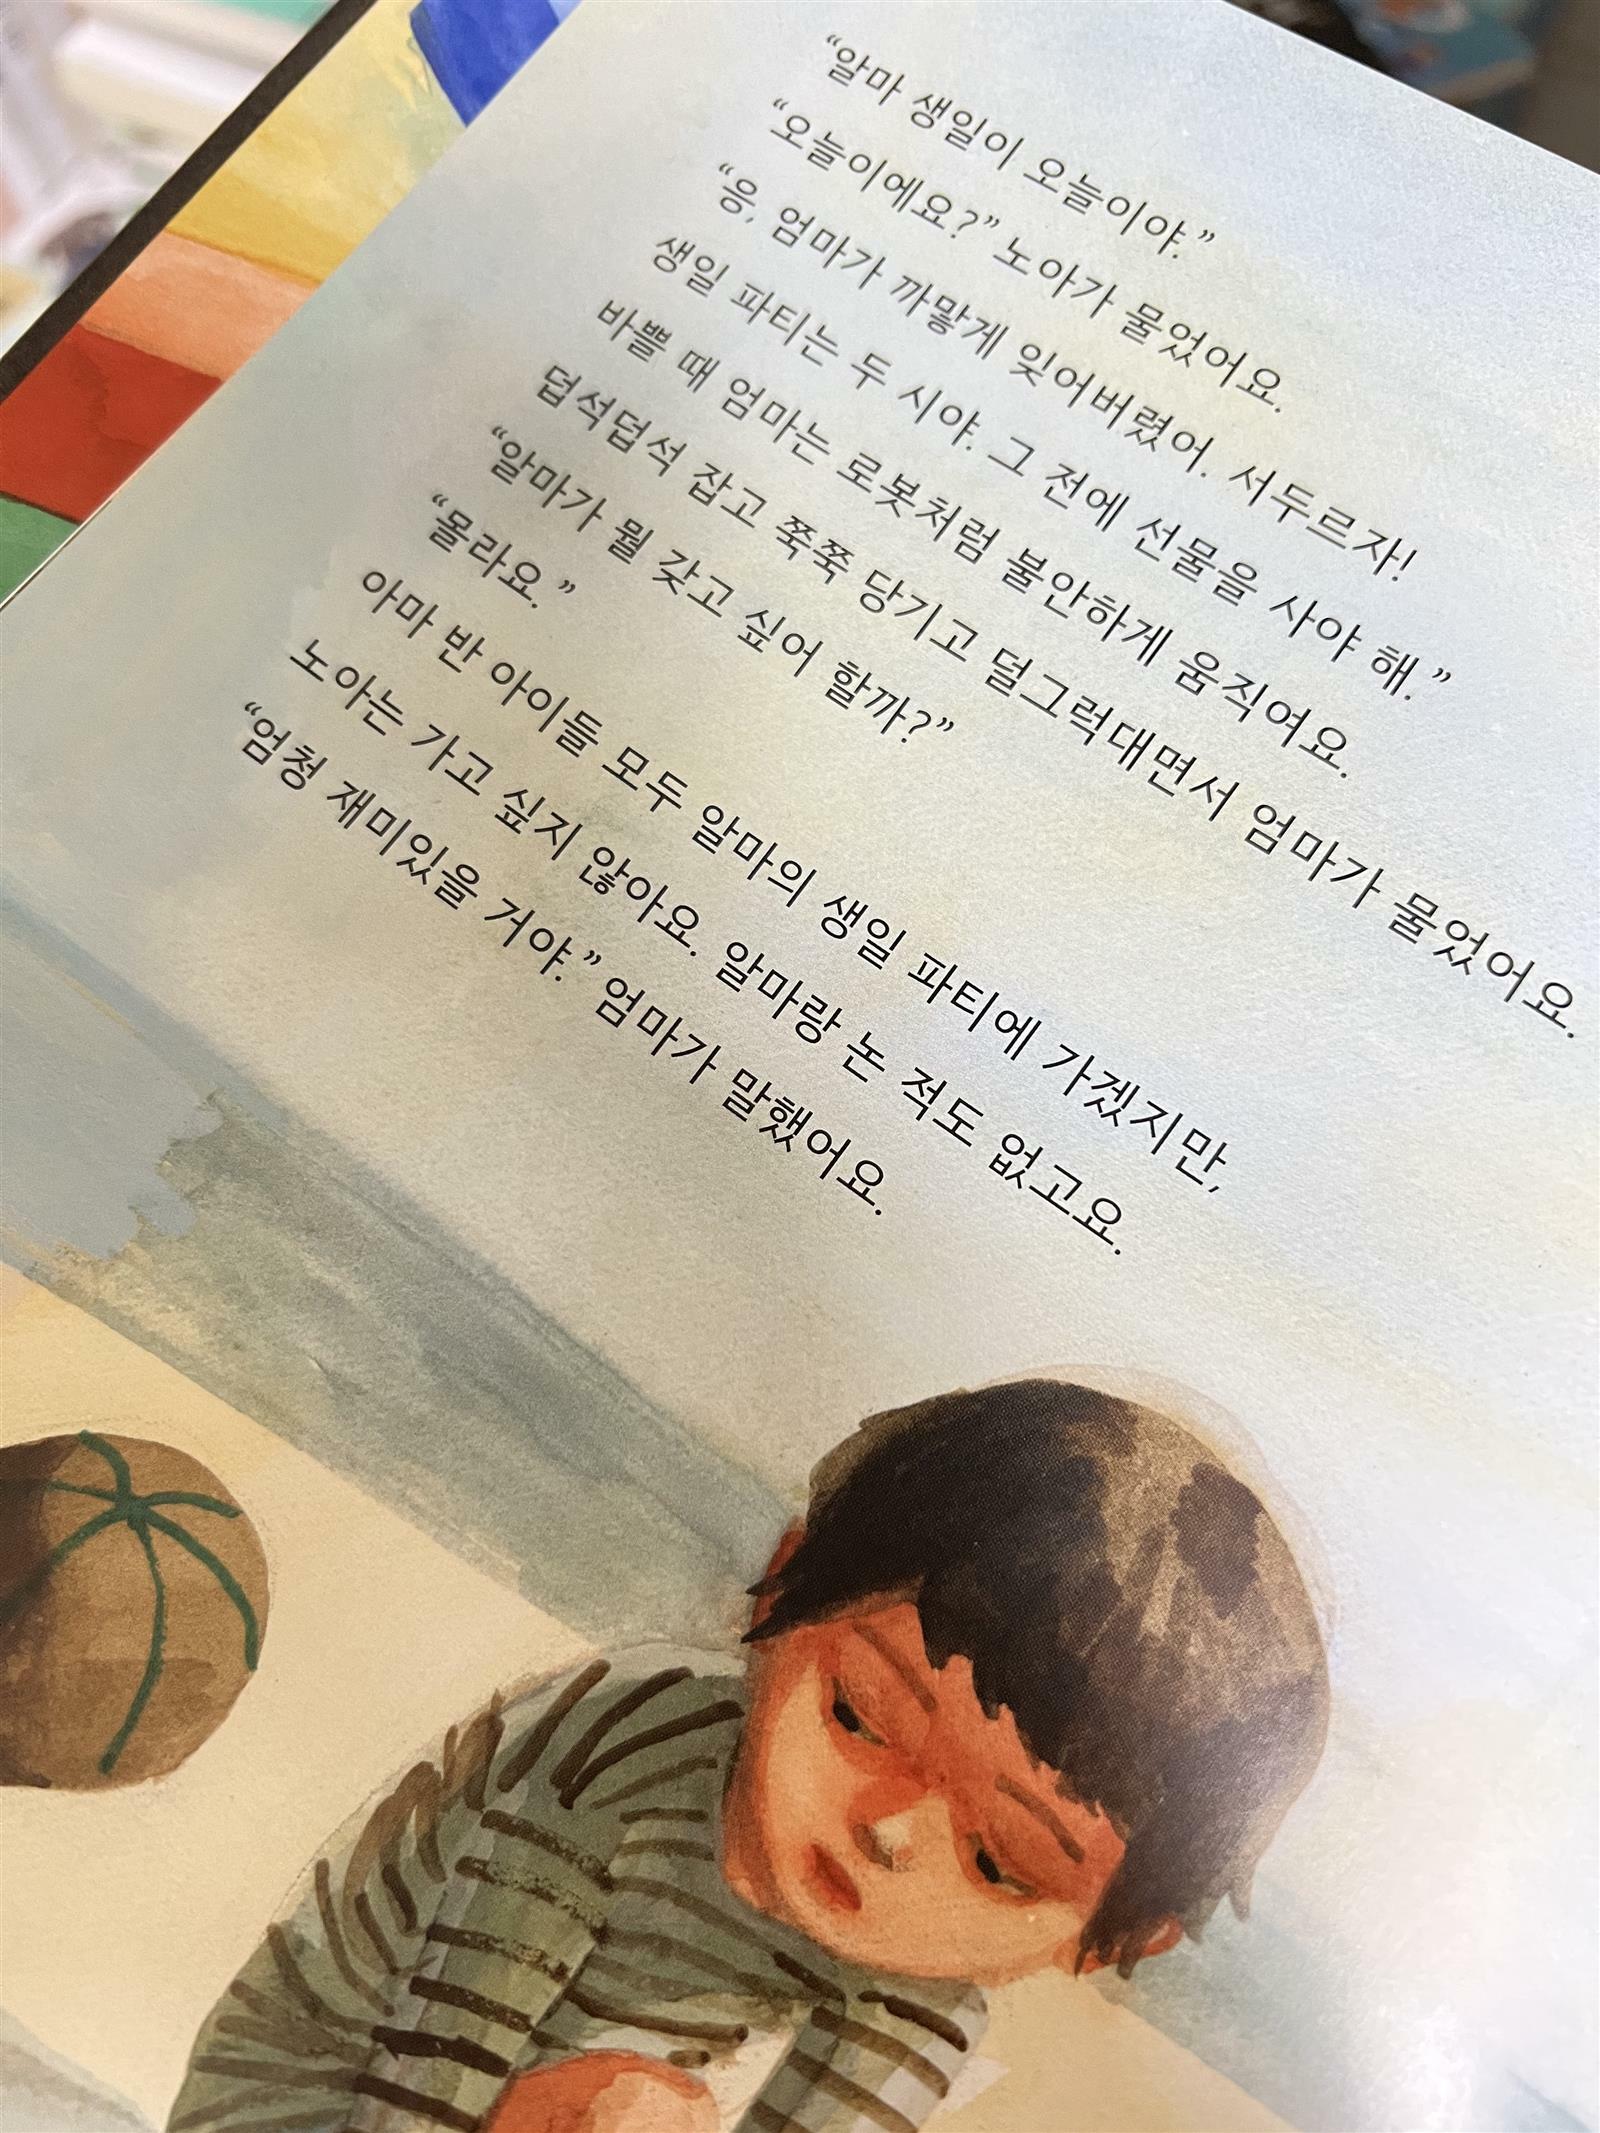 “알마 생일이 오늘이야.”
“오늘이에요?” 노아가 물었어요.
“응, 엄마가 까맣게 잊어버렸어. 서두르자!
생일 파티는 두 시야. 그 전에 선물을 사야 해.”
바쁠 때 엄마는 로봇처럼 불안하게 움직여요.
덥석덥석 잡고 쭉쭉 당기고 덜그럭대면서 엄마가 물었어요.
“알마가 뭘 갖고 싶어 할까?”
“몰라요.”
아마 반 아이들 모두 알마의 생일 파티에 가겠지만,
노아는 가고 싶지 않아요. 알마랑 논 적도 없고요.
“엄청 재미있을 거야.” 엄마가 말했어요.